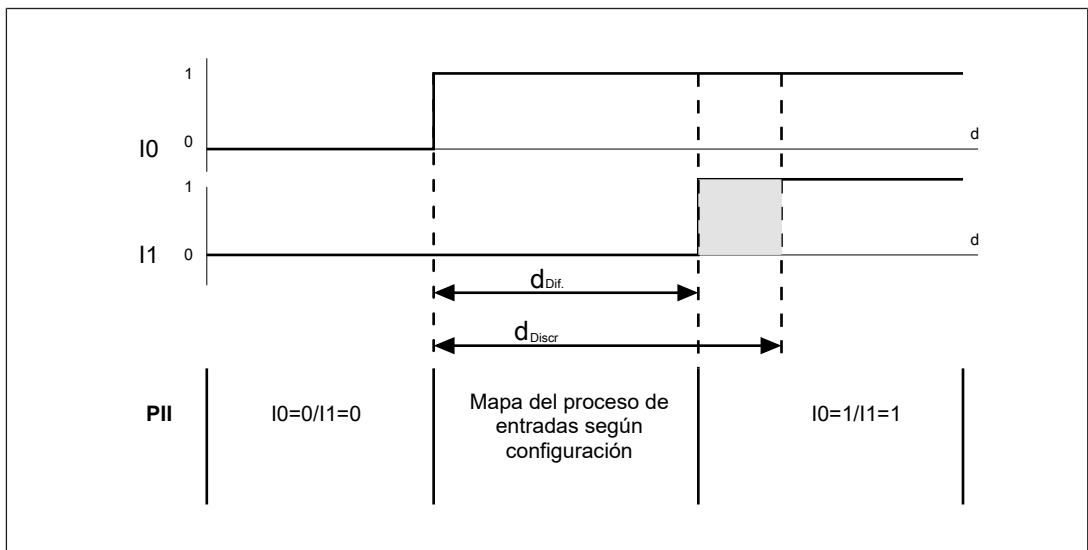 1
I0
0
d
1
I1
0
d
dDif.
dDiscr
PII
I0=0/I1=0
Mapa del proceso de
entradas según
configuración
I0=1/I1=1